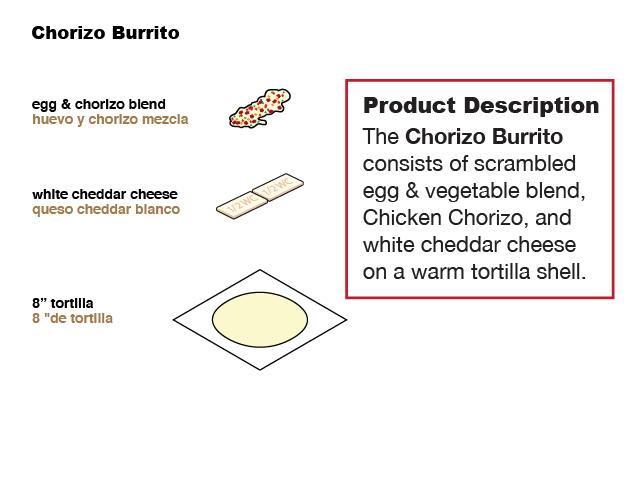 Chorizo Burrito
egg & chorizo blend
huevo y chorizo mezcla
1/2WC 1/2WC
white cheddar cheese
queso cheddar blanco
8” tortilla
8 "de tortilla
Product Description
The Chorizo Burrito
consists of scrambled
egg & vegetable blend,
Chicken Chorizo, and
white cheddar cheese
on a warm tortilla shell.